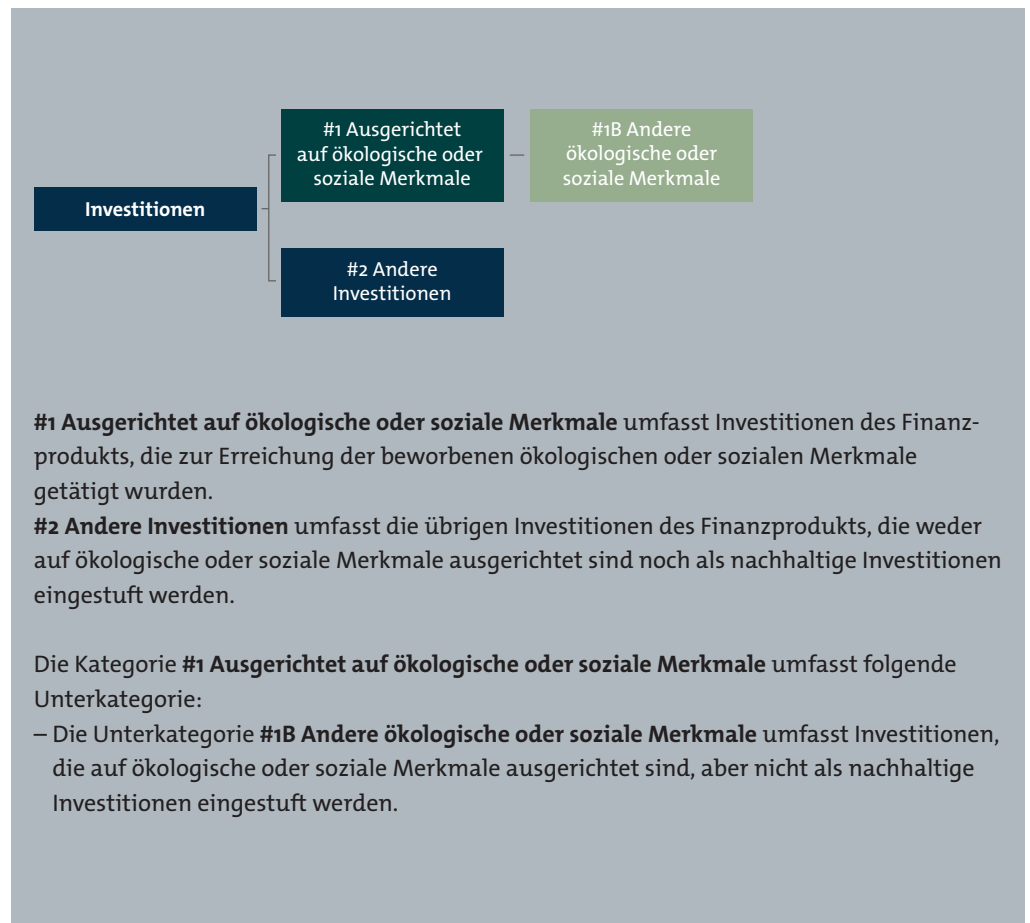 #1 Ausgerichtet
auf ökologische oder
soziale Merkmale
#1B Andere
ökologische oder
soziale Merkmale
Investitionen
#2 Andere
Investitionen
#1 Ausgerichtet auf ökologische oder soziale Merkmale umfasst Investitionen des Finanz-
produkts, die zur Erreichung der beworbenen ökologischen oder sozialen Merkmale
getätigt wurden.
#2 Andere Investitionen umfasst die übrigen Investitionen des Finanzprodukts, die weder
auf ökologische oder soziale Merkmale ausgerichtet sind noch als nachhaltige Investitionen
eingestuft werden.
Die Kategorie #1 Ausgerichtet auf ökologische oder soziale Merkmale umfasst folgende
Unterkategorie:
– Die Unterkategorie #1B Andere ökologische oder soziale Merkmale umfasst Investitionen,
die auf ökologische oder soziale Merkmale ausgerichtet sind, aber nicht als nachhaltige
Investitionen eingestuft werden.